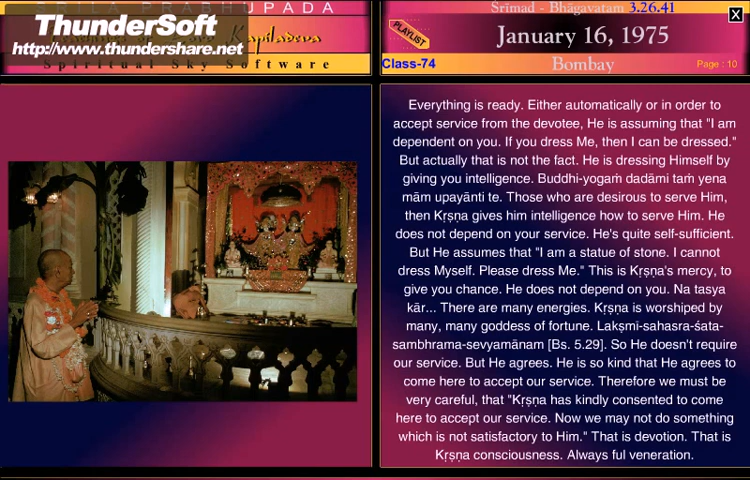 SRILA PRABHUPADA
ThunderSoft
http://www.thundershare.net
Kapiladeva
Spiritual Sky Software
Śrīmad - Bhāgavatam 3.26.41
X
PLAYLIST
January 16, 1975
Class-74
Bombay
Page : 10
Everything is ready. Either automatically or in order to
accept service from the devotee, He is assuming that "I am
dependent on you. If you dress Me, then I can be dressed."
But actually that is not the fact. He is dressing Himself by
giving you intelligence. Buddhi-yogaṁ dadāmi taṁ yena
mām upayānti te. Those who are desirous to serve Him,
then Kṛṣṇa gives him intelligence how to serve Him. He
does not depend on your service. He's quite self-sufficient.
But He assumes that "I am a statue of stone. I cannot
dress Myself. Please dress Me." This is Kṛṣṇa's mercy, to
give you chance. He does not depend on you. Na tasya
kār... There are many energies. Kṛṣṇa is worshiped by
many, many goddess of fortune. Lakṣmī-sahasra-śata-
sambhrama-sevyamānam [Bs. 5.29]. So He doesn't require
our service. But He agrees. He is so kind that He agrees to
come here to accept our service. Therefore we must be
very careful, that "Kṛṣṇa has kindly consented to come
here to accept our service. Now we may not do something
which is not satisfactory to Him." That is devotion. That is
Kṛṣṇa consciousness. Always ful veneration.